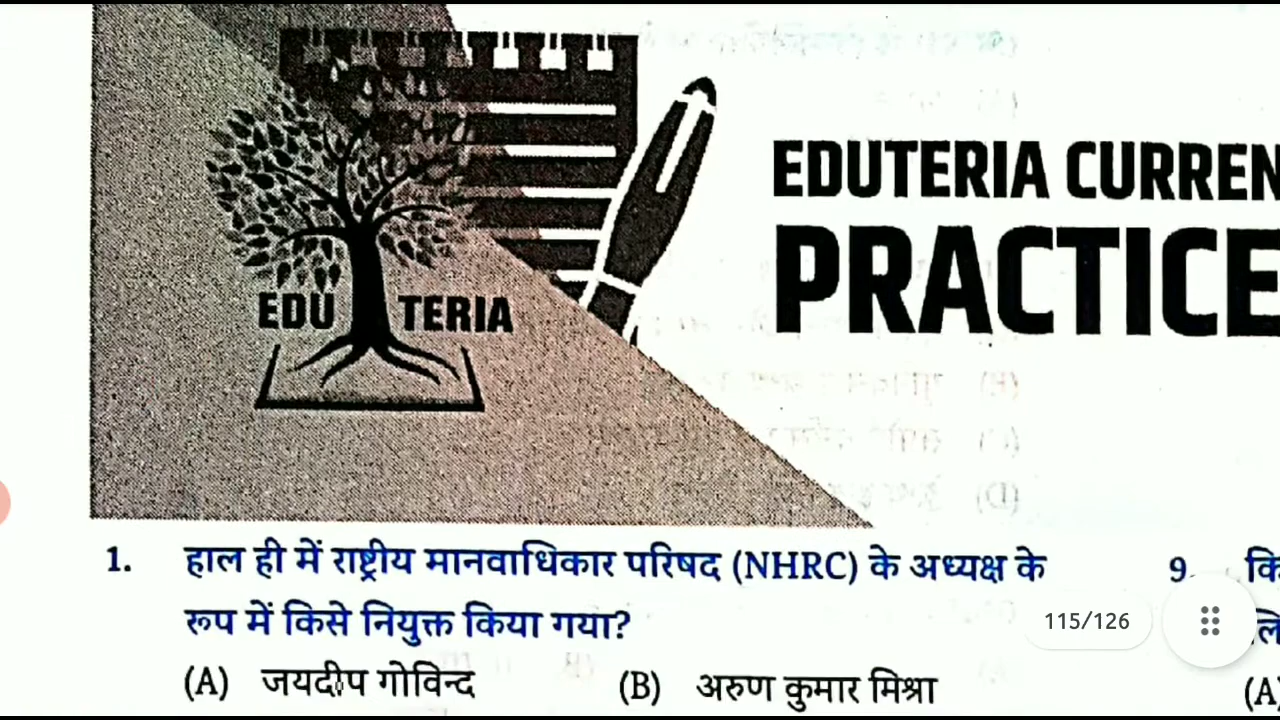 EDU TERIA
EDUTERIA CURREN
PRACTICE
1. हाल ही में राष्ट्रीय मानवाधिकार परिषद (NHRC) के अध्यक्ष के
रूप में किसे नियुक्त किया गया?
(A) जयदीप गोविन्द (B) अरुण कुमार मिश्रा
9. कि
लि
(A)
115/126